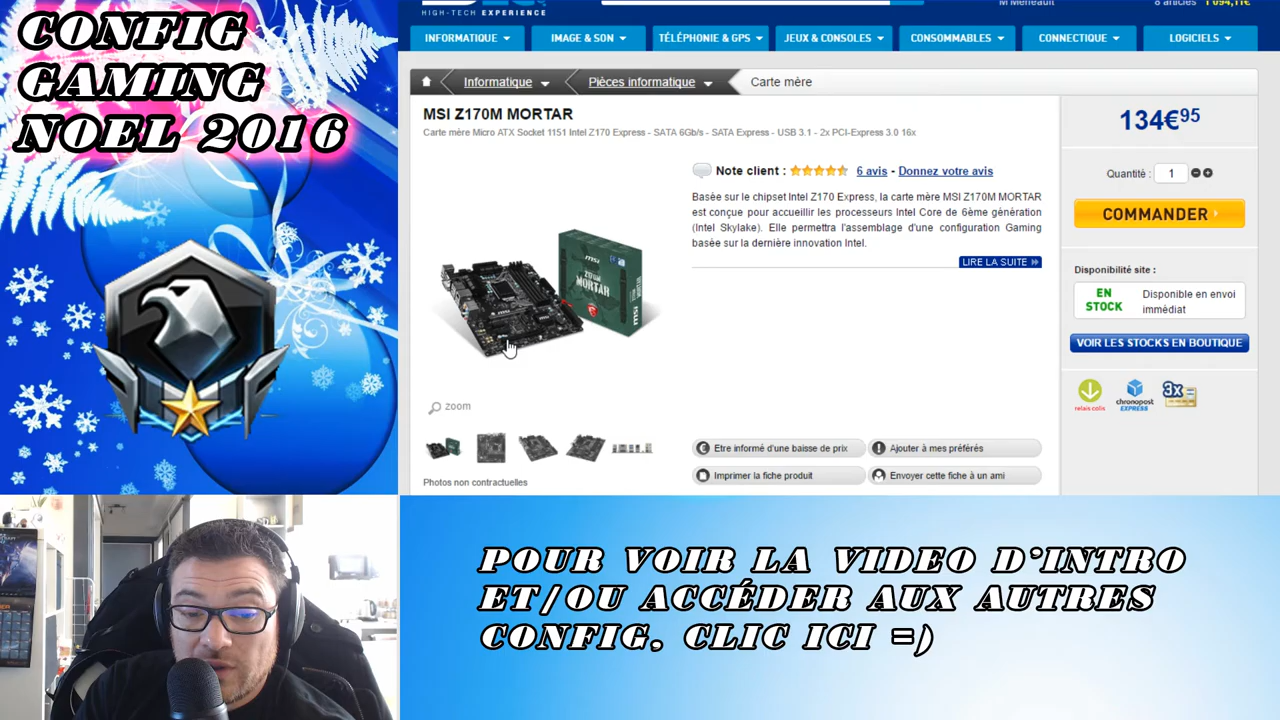 CONFIG
GAMING
NOEL 2016
HIGH-TECH EXPERIENCE
M Merleault
8 articles
1 094,11€
INFORMATIQUE
IMAGE & SON
TÉLÉPHONIE & GPS
JEUX & CONSOLES
CONSOMMABLES
CONNECTIQUE
LOGICIELS
Informatique
Pièces informatique
Carte mère
MSI Z170M MORTAR
Carte mère Micro ATX Socket 1151 Intel Z170 Express - SATA 6Gb/s - SATA Express - USB 3.1 - 2x PCI-Express 3.0 16x
134€95
Note client :
6 avis - Donnez votre avis
Quantité : 1
Basée sur le chipset Intel Z170 Express, la carte mère MSI Z170M MORTAR
est conçue pour accueillir les processeurs Intel Core de 6ème génération
(Intel Skylake). Elle permettra l'assemblage d'une configuration Gaming
basée sur la dernière innovation Intel.
COMMANDER
LIRE LA SUITE
Disponibilité site :
EN
STOCK
Disponible en envoi
immédiat
VOIR LES STOCKS EN BOUTIQUE
msi
Z170M
MORTAR
relais colis
chronopost
EXPRESS
3x
zoom
Etre informé d'une baisse de prix
Ajouter à mes préférés
Imprimer la fiche produit
Envoyer cette fiche à un ami
Photos non contractuelles
POUR VOIR LA VIDEO D'INTRO
ET/OU ACCÉDER AUX AUTRES
CONFIG, CLIC ICI =)